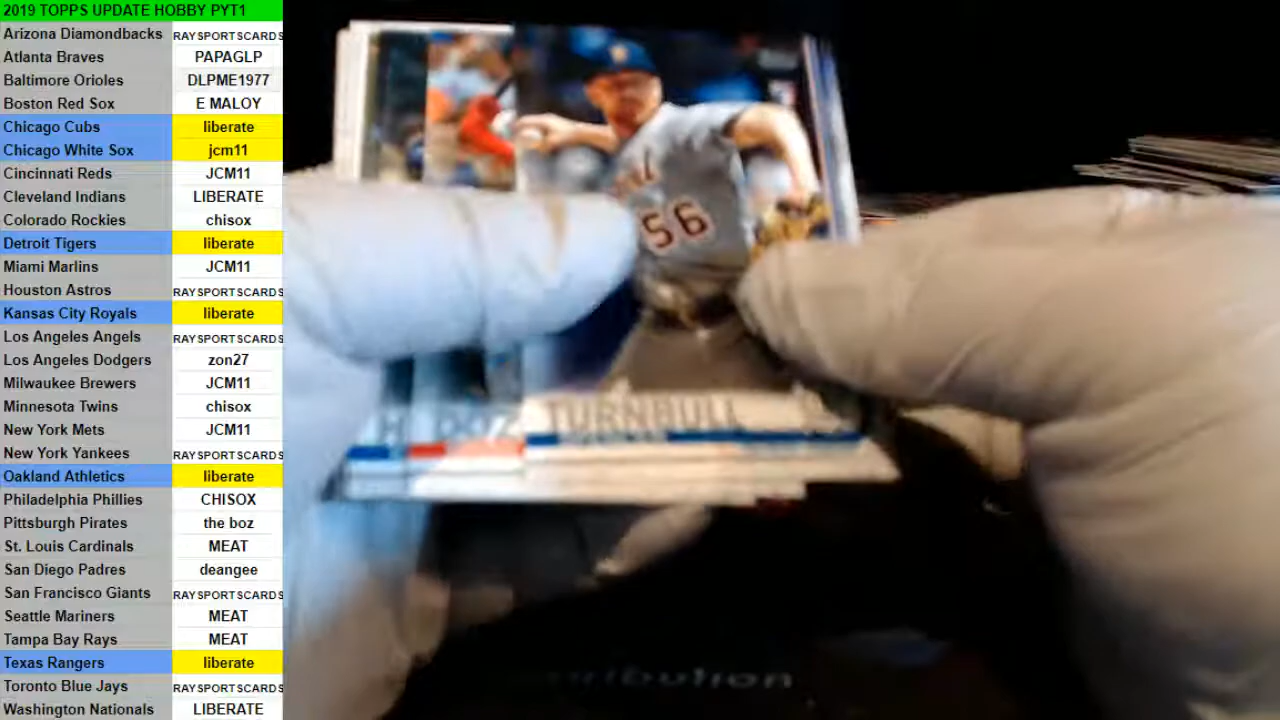 2019 TOPPS UPDATE HOBBY PYT1
Arizona Diamondbacks RAYSPORTSCARDS
Atlanta Braves PAPAGLP
Baltimore Orioles DLPME1977
Boston Red Sox E MALOY
Chicago Cubs liberate
Chicago White Sox jcm11
Cincinnati Reds JCM11
Cleveland Indians LIBERATE
Colorado Rockies chisox
Detroit Tigers liberate
Miami Marlins JCM11
Houston Astros RAYSPORTSCARDS
Kansas City Royals liberate
Los Angeles Angels RAYSPORTSCARDS
Los Angeles Dodgers zon27
Milwaukee Brewers JCM11
Minnesota Twins chisox
New York Mets JCM11
New York Yankees RAYSPORTSCARDS
Oakland Athletics liberate
Philadelphia Phillies CHISOX
Pittsburgh Pirates the boz
St. Louis Cardinals MEAT
San Diego Padres deangee
San Francisco Giants RAYSPORTSCARDS
Seattle Mariners MEAT
Tampa Bay Rays MEAT
Texas Rangers liberate
Toronto Blue Jays RAYSPORTSCARDS
Washington Nationals LIBERATE
56
TURNBULL